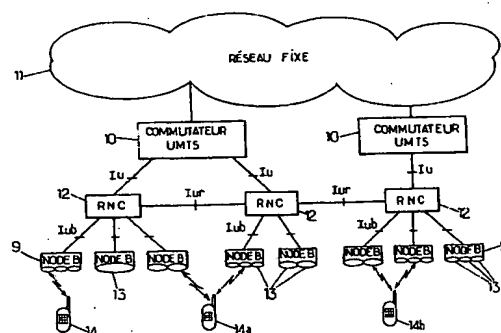 RÉSEAU FIXE
11
10
COMMUTATEUR
UMTS
10
COMMUTATEUR
UMTS
Iu
Iu
Iu
12
RNC
Iur
RNC
12
Iur
RNC
12
Iub
Iub
Iub
9
NODE B
NODE B
NODE B
NODE B
NODE B
NODE B
NODE B
NODE B
13
13
13
14
14a
14b